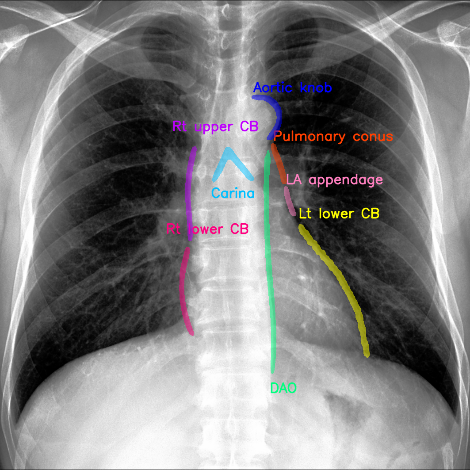 Aortic knob
Rt upper CB
Pulmonary conus
LA appendage
Carina
Lt lower CB
Rt lower CB
DAO